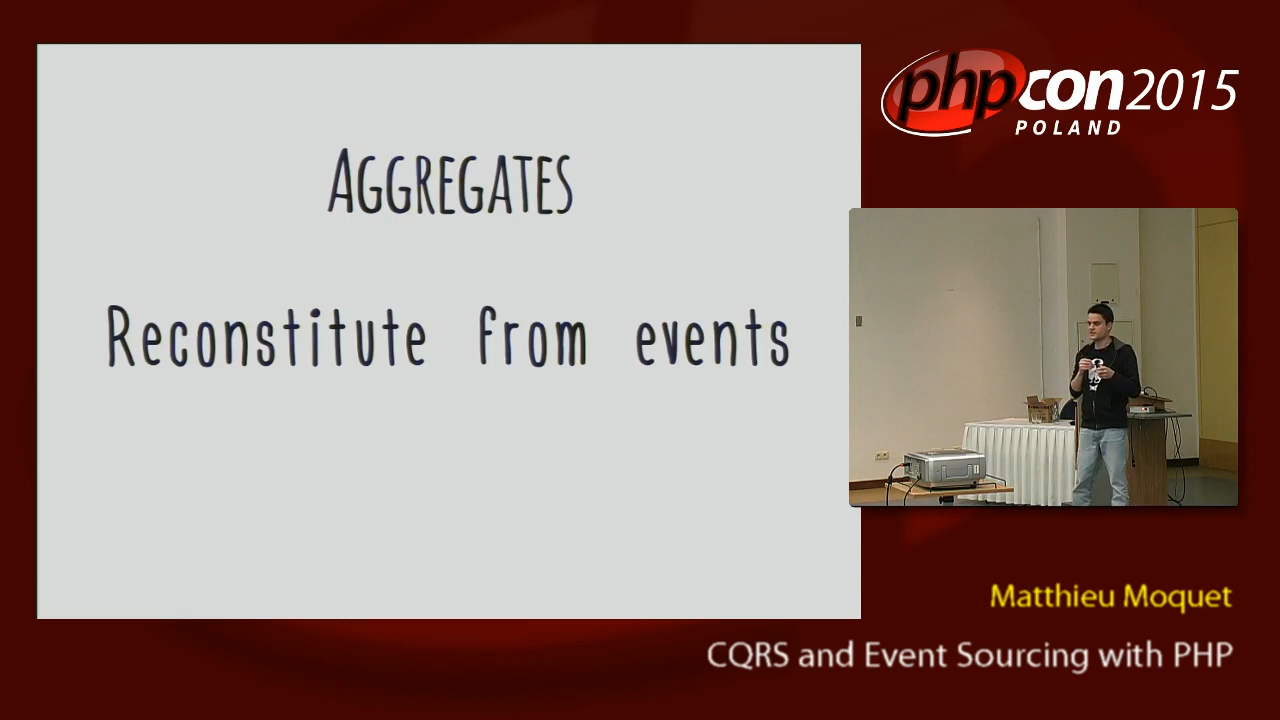 AGGREGATES
Reconstitute from events
phpcon2015
POLAND
Matthieu Moquet
CQRS and Event Sourcing with PHP